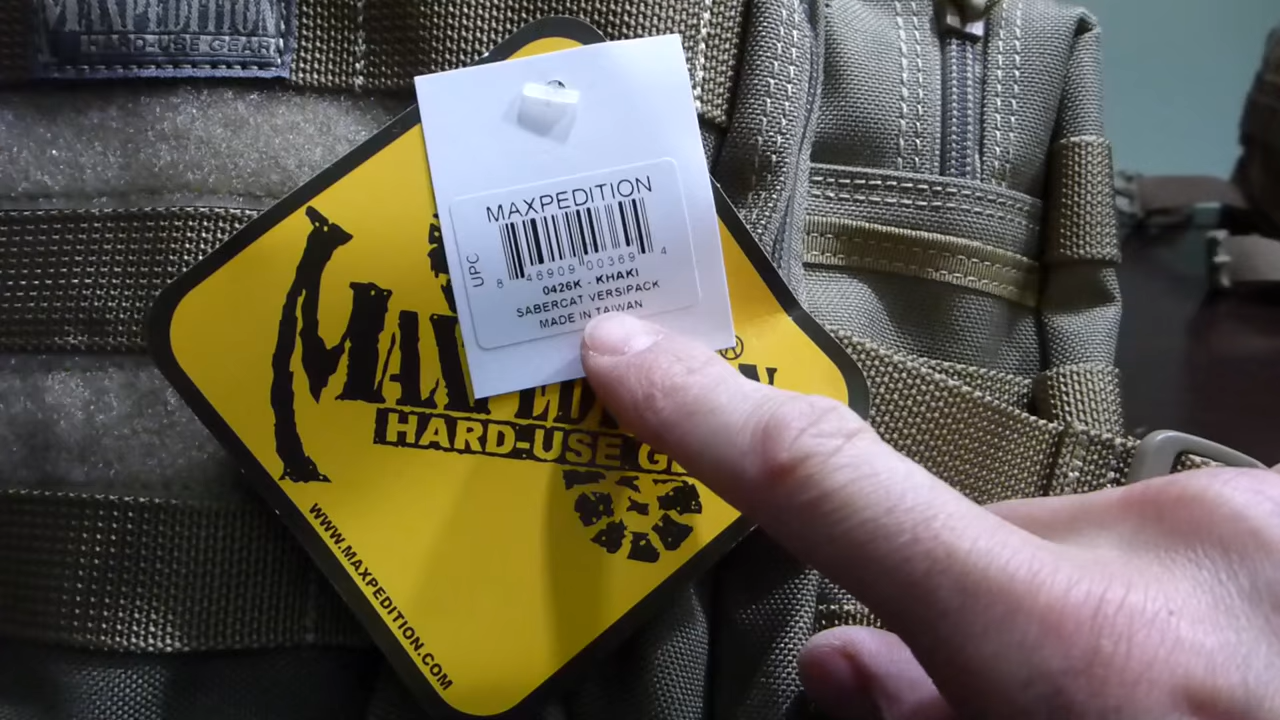 MAXPEDITION
HARD-USE GEAR
MAXPEDITION
UPC
8 46909 00369 4
0426K - KHAKI
SABERCAT VERSIPACK
MADE IN TAIWAN
MAXPEDITION
®
HARD-USE
WWW.MAXPEDITION.COM